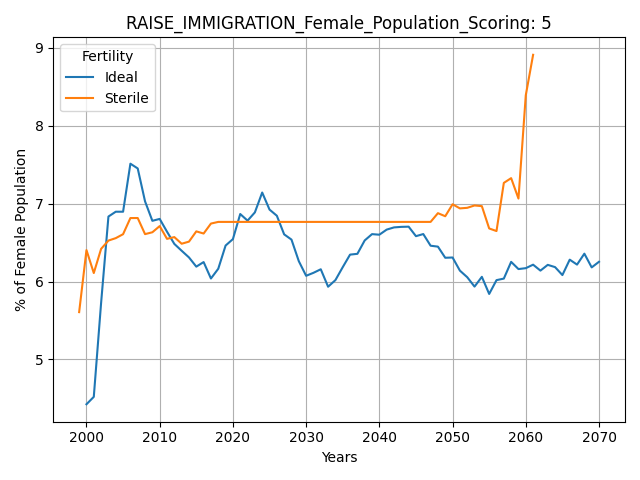 RAISE_IMMIGRATION_Female_Population_Scoring: 5
Fertility
Ideal
Sterile
% of Female Population
9
8
7
6
5
2000 2010 2020 2030 2040 2050 2060 2070
Years